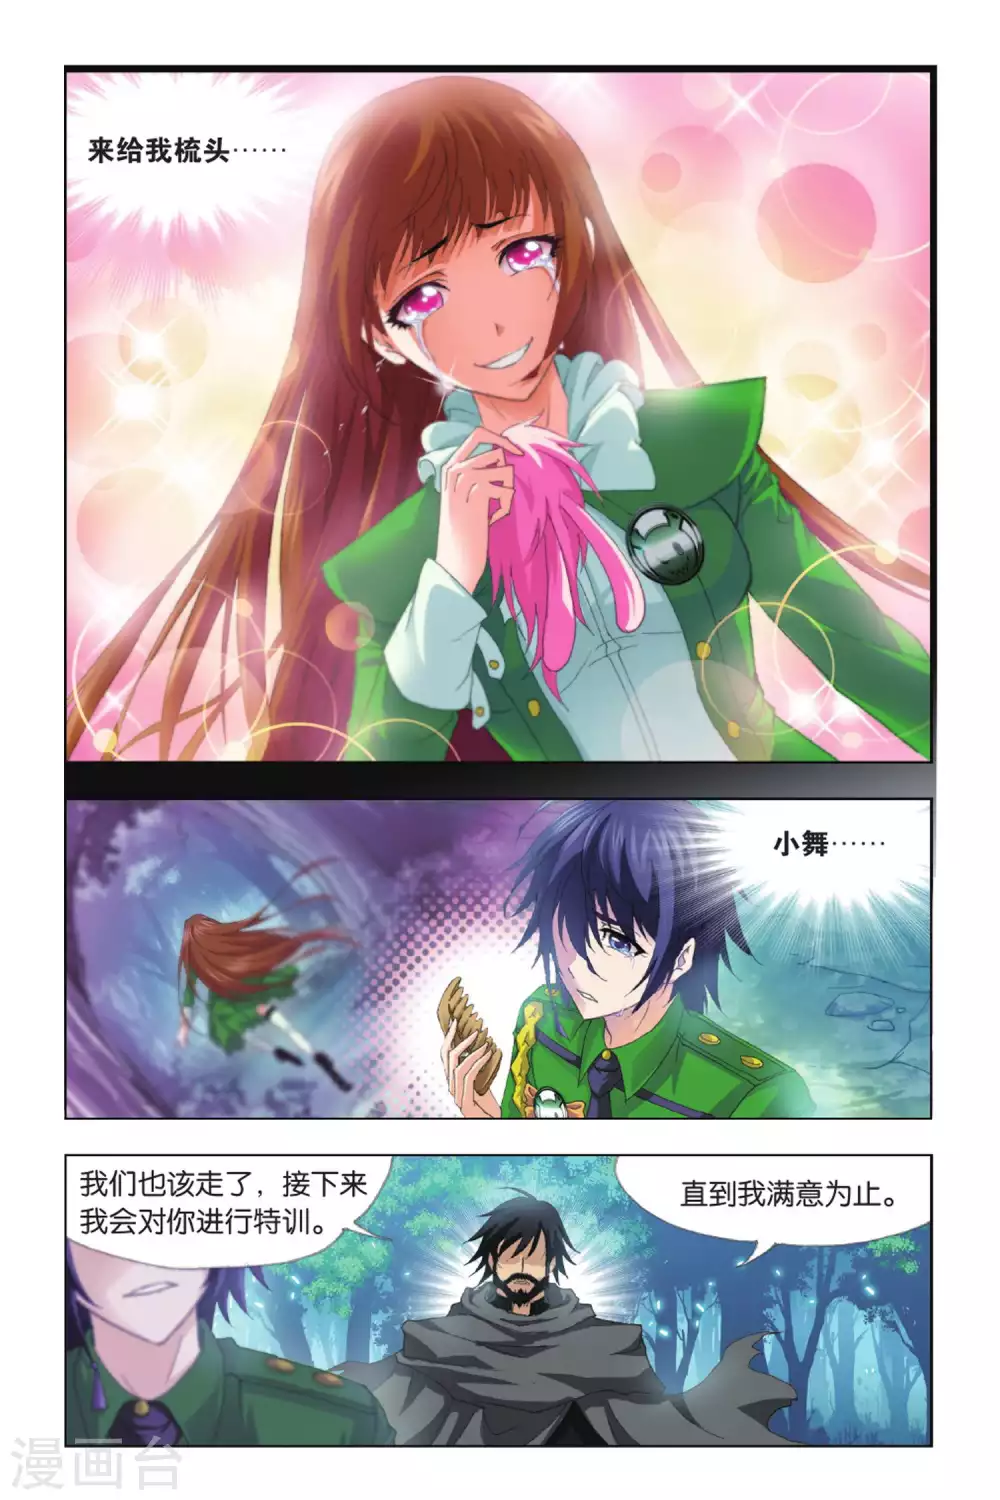 来给我梳头……
小舞……
我们也该走了，接下来
我会对你进行特训。
直到我满意为止。
漫画台